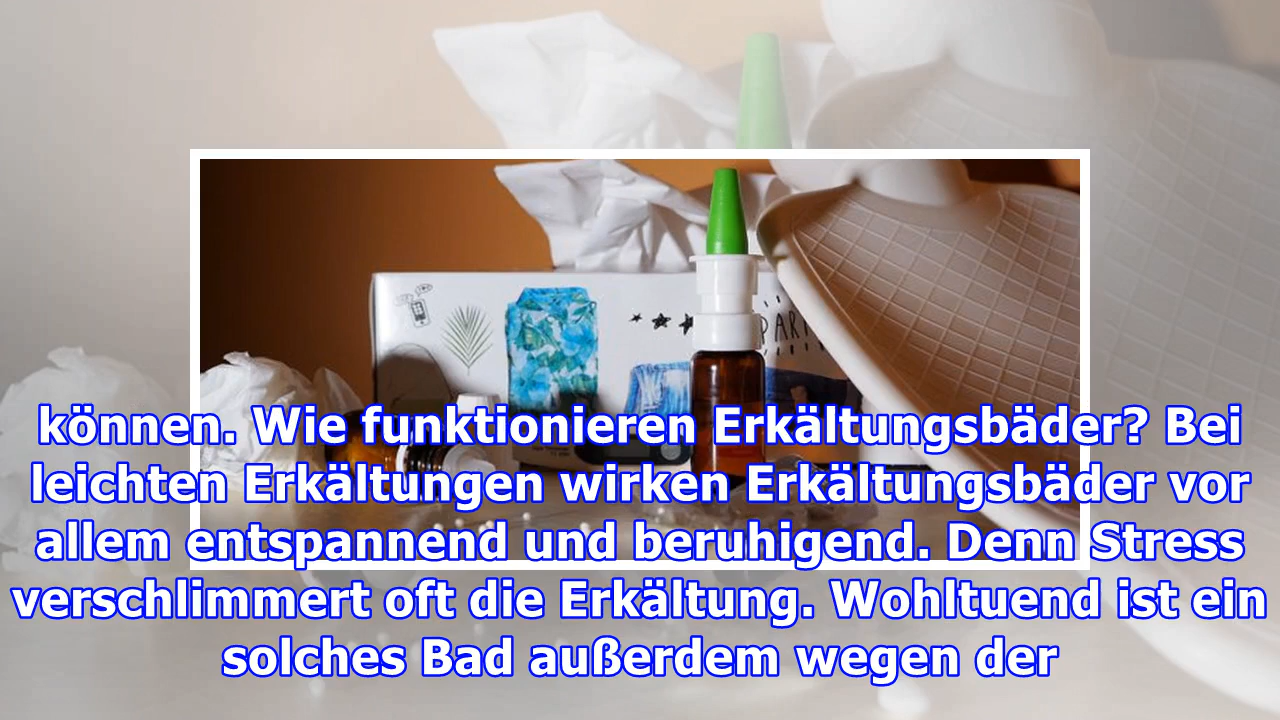 PARI
können. Wie funktionieren Erkältungsbäder? Bei
leichten Erkältungen wirken Erkältungsbäder vor
allem entspannend und beruhigend. Denn Stress
verschlimmert oft die Erkältung. Wohltuend ist ein
solches Bad außerdem wegen der